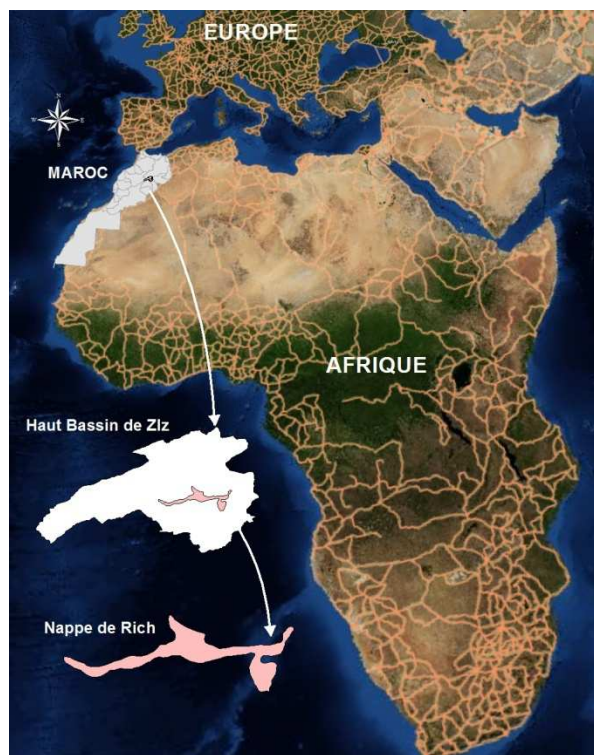 EUROPE
MAROC
AFRIQUE
Haut Bassin de ZIz
Nappe de Rich